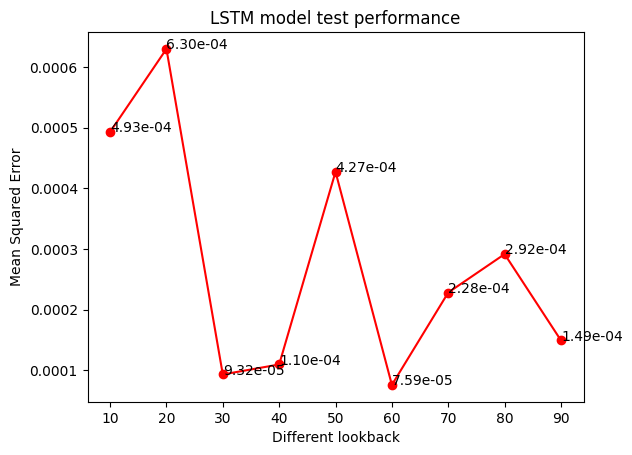 LSTM model test performance
Mean Squared Error
0.0006
0.0005
0.0004
0.0003
0.0002
0.0001
4.93e-04
6.30e-04
9.32e-05
1.10e-04
4.27e-04
7.59e-05
2.28e-04
2.92e-04
1.49e-04
10 20 30 40 50 60 70 80 90
Different lookback